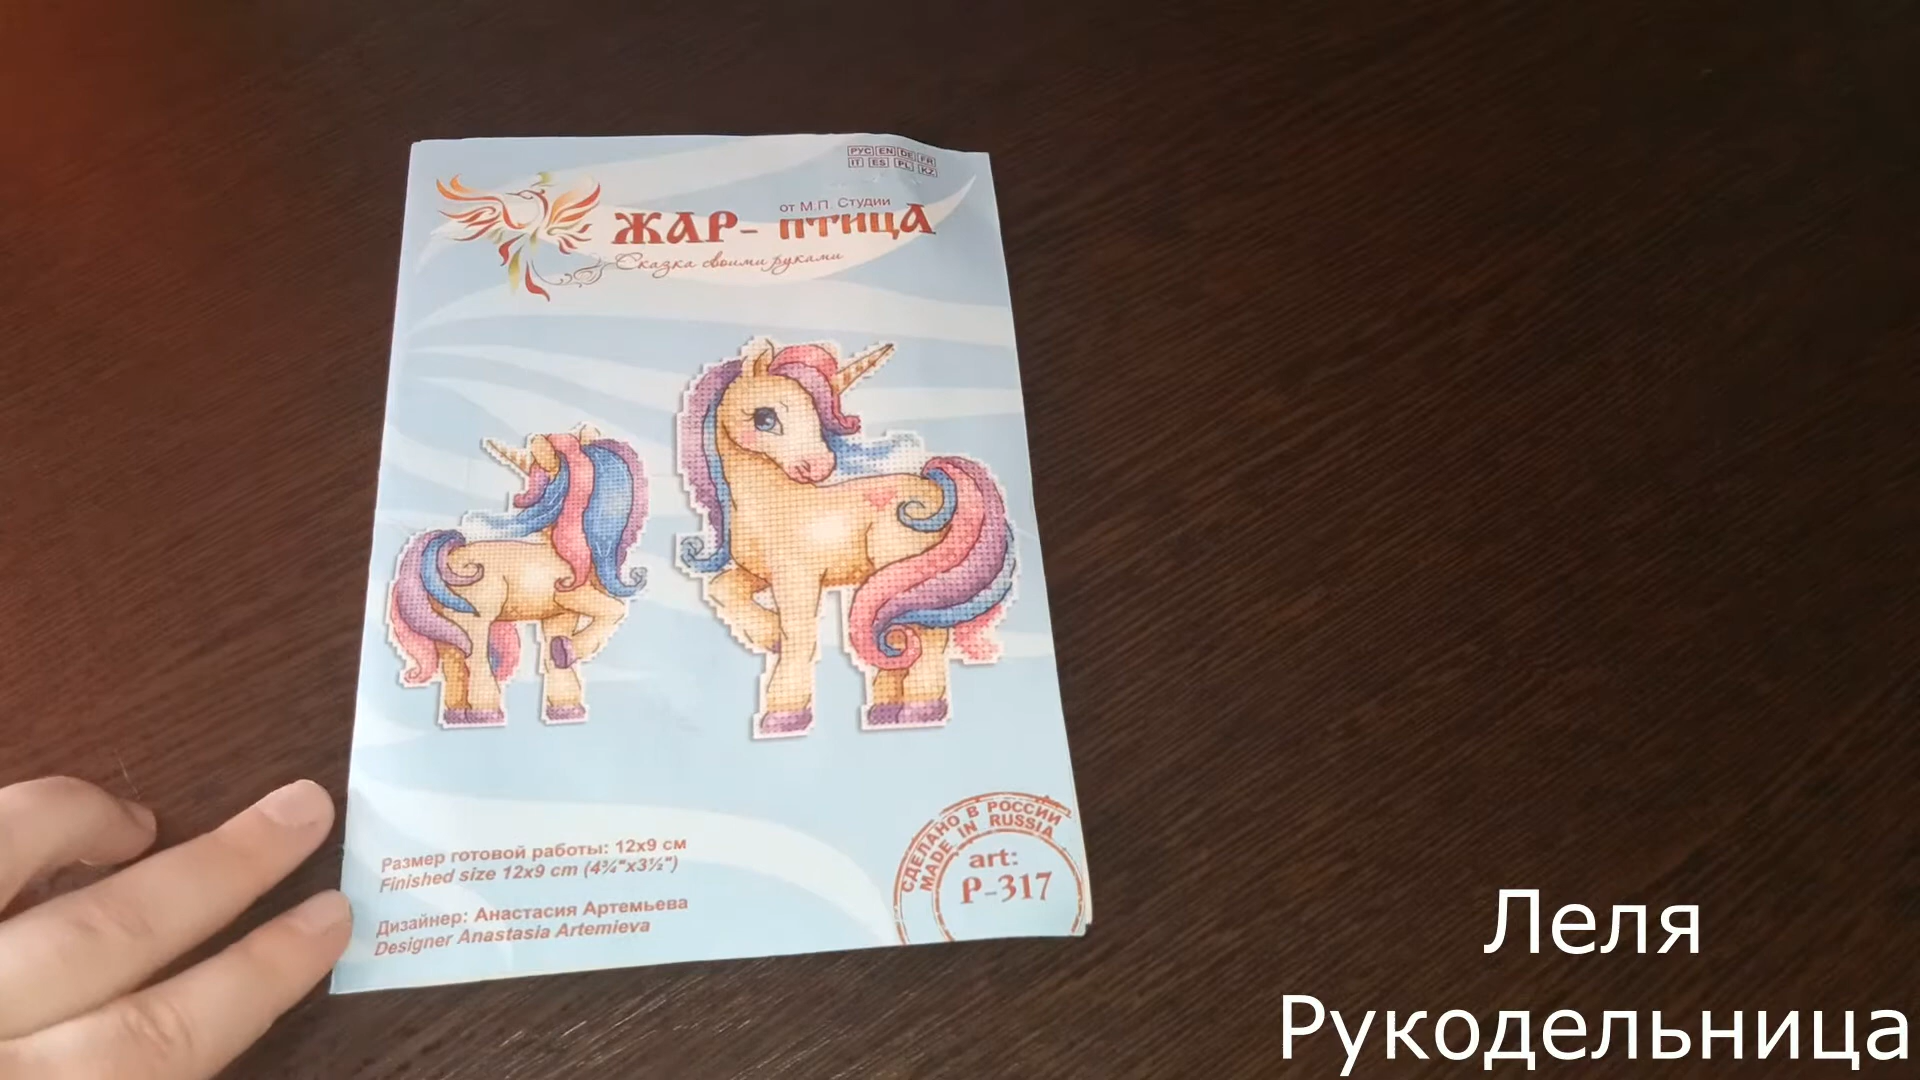 РУС EN DE FR
IT ES PL KZ
от М.П. Студии
ЖАР-ПТИЦА
Сказка своими руками
Размер готовой работы: 12х9 см
Finished size 12x9 cm (4¾"x3½")
Дизайнер: Анастасия Артемьева
Designer Anastasia Artemieva
СДЕЛАНО В РОССИИ
MADE IN RUSSIA
art:
Р-317
Леля
Рукодельница